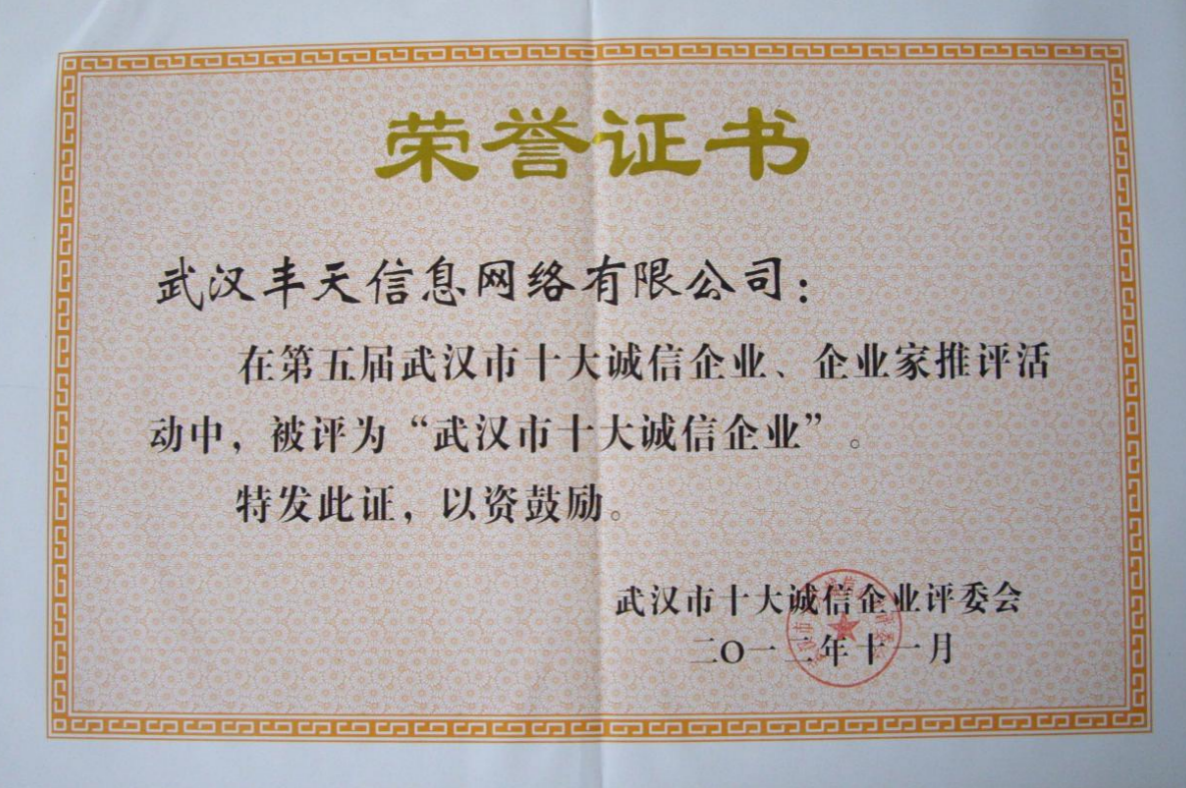 荣誉证书
武汉丰天信息网络有限公司：
在第五届武汉市十大诚信企业、企业家推评活
动中，被评为“武汉市十大诚信企业”。
特发此证，以资鼓励。
武汉市十大诚信企业评委会
二〇一二年十一月